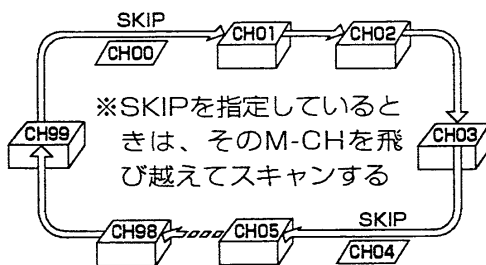 SKIP
CH00
CH01
CH02
CH99
※SKIPを指定していると
きは、そのM-CHを飛
び越えてスキャンする
CH03
SKIP
CH98
CH05
CH04